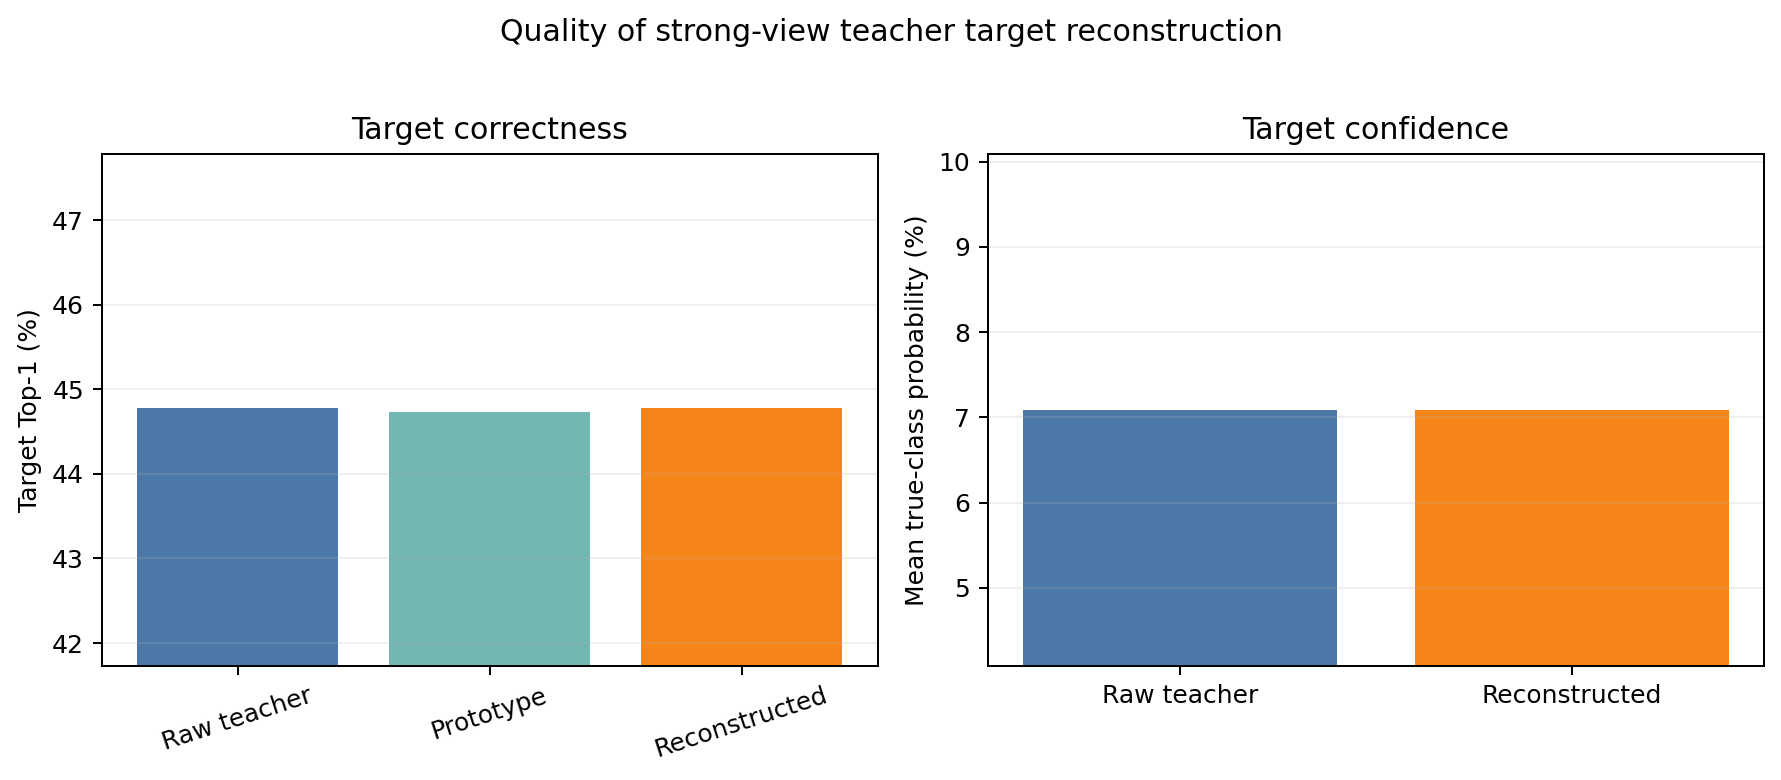 Quality of strong-view teacher target reconstruction
Target correctness
Target Top-1 (%)
47
46
45
44
43
42
Raw teacher
Prototype
Reconstructed
Target confidence
Mean true-class probability (%)
10
9
8
7
6
5
Raw teacher
Reconstructed